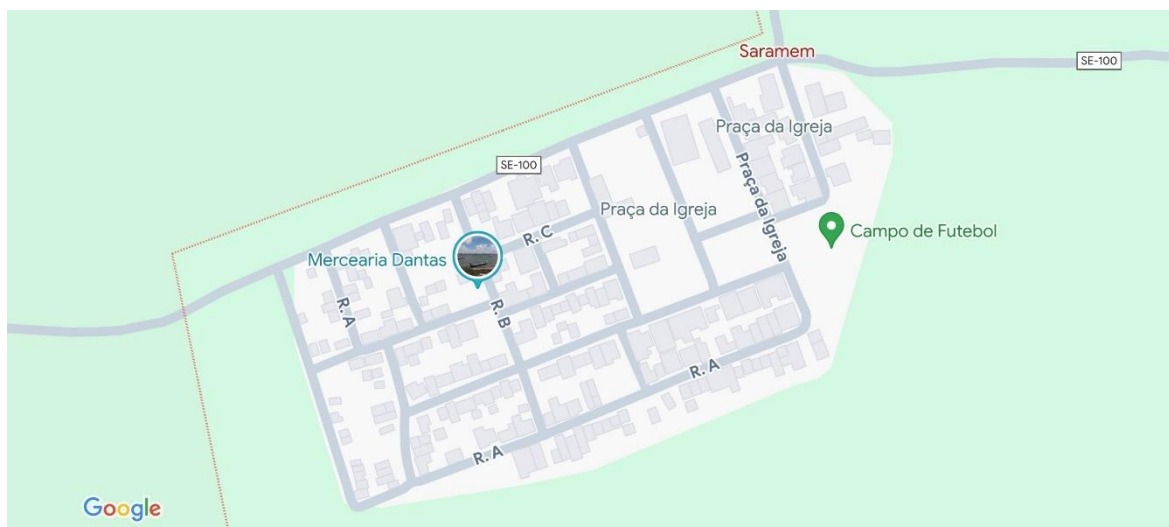 Saramem
SE-100
Praça da Igreja
SE-100
Praça da Igreja
Praça da Igreja
Campo de Futebol
R. C
Mercearia Dantas
R. A
R. B
R. A
R. A
Google